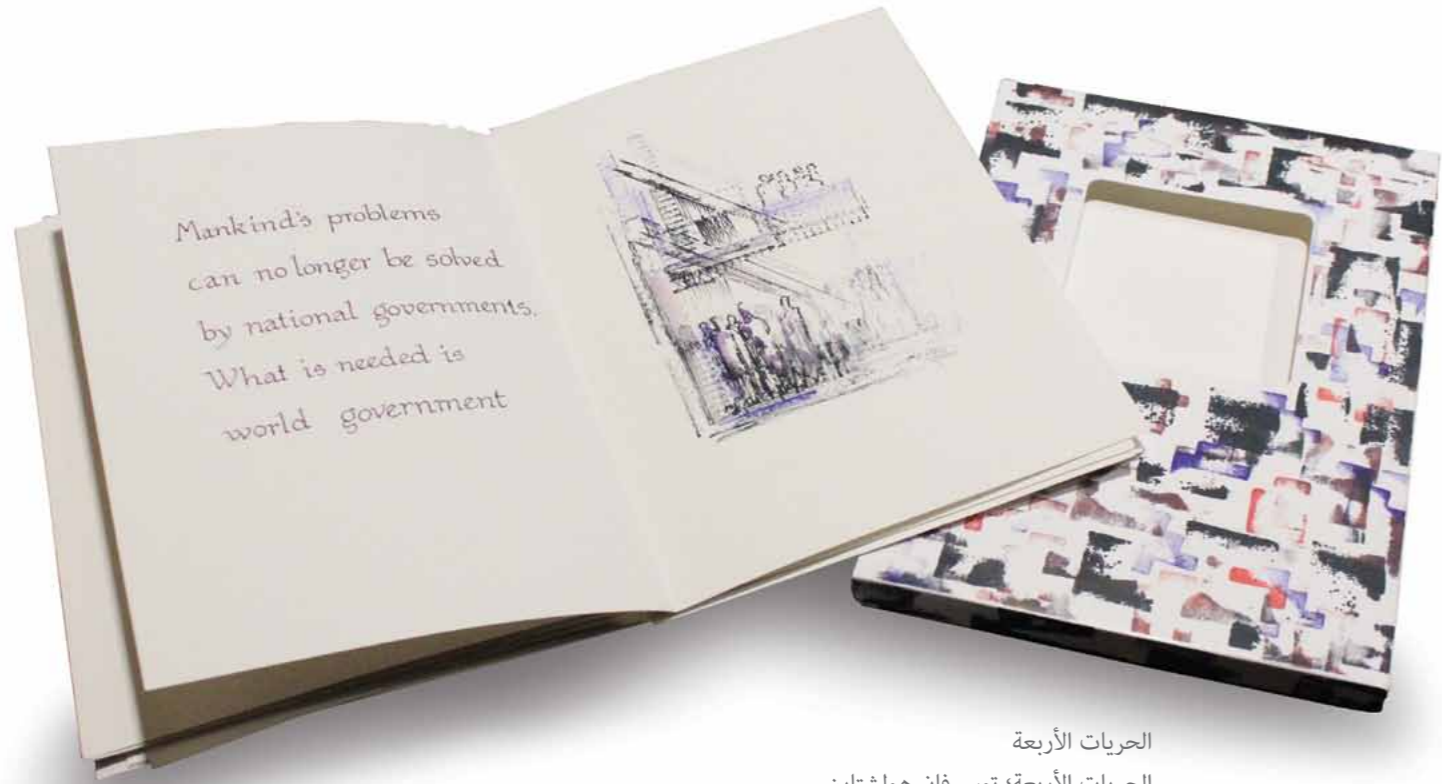 Mankind's problems
can no longer be solved
by national governments.
What is needed is
world government
الحريات الأربعة